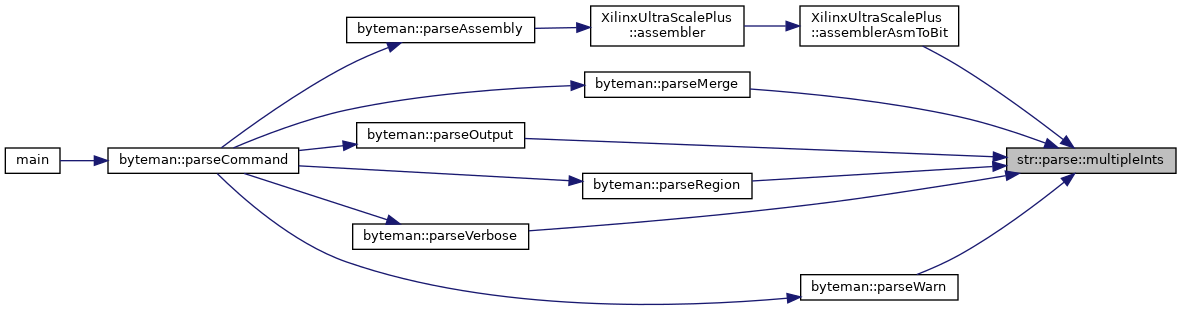 XilinxUltraScalePlus
::assembler
XilinxUltraScalePlus
::assemblerAsmToBit
byteman::parseAssembly
byteman::parseMerge
byteman::parseOutput
main
byteman::parseCommand
str::parse::multipleInts
byteman::parseRegion
byteman::parseVerbose
byteman::parseWarn